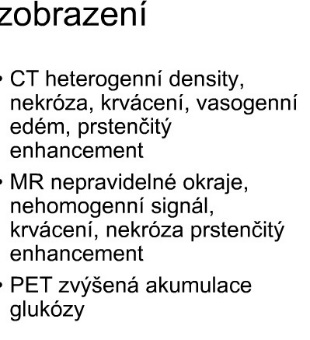 zobrazení
• CT heterogenní density,
nekróza, krvácení, vasogenní
edém, prstenčitý
enhancement
• MR nepravidelné okraje,
nehomogenní signál,
krvácení, nekróza prstenčitý
enhancement
• PET zvýšená akumulace
glukózy